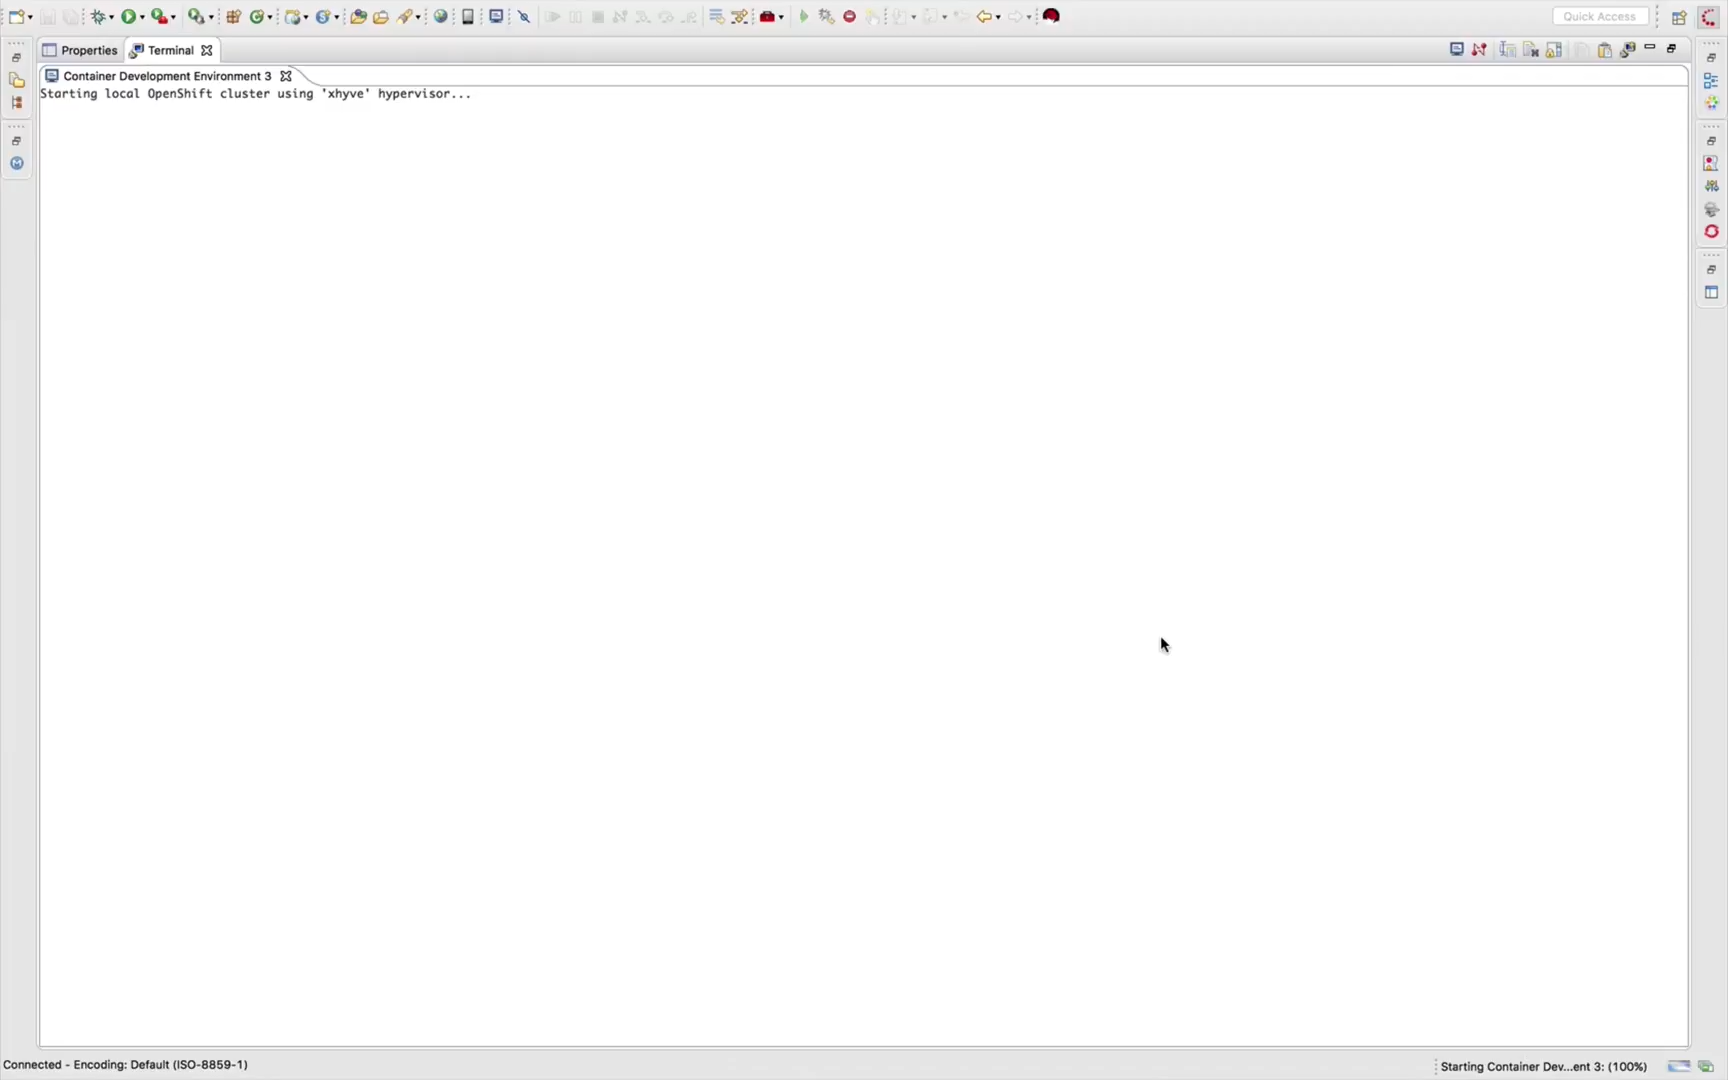 Quick Access
Properties
Terminal
Container Development Environment 3
Starting local OpenShift cluster using 'xhyve' hypervisor...
Connected - Encoding: Default (ISO-8859-1)
Starting Container Dev...ent 3: (100%)